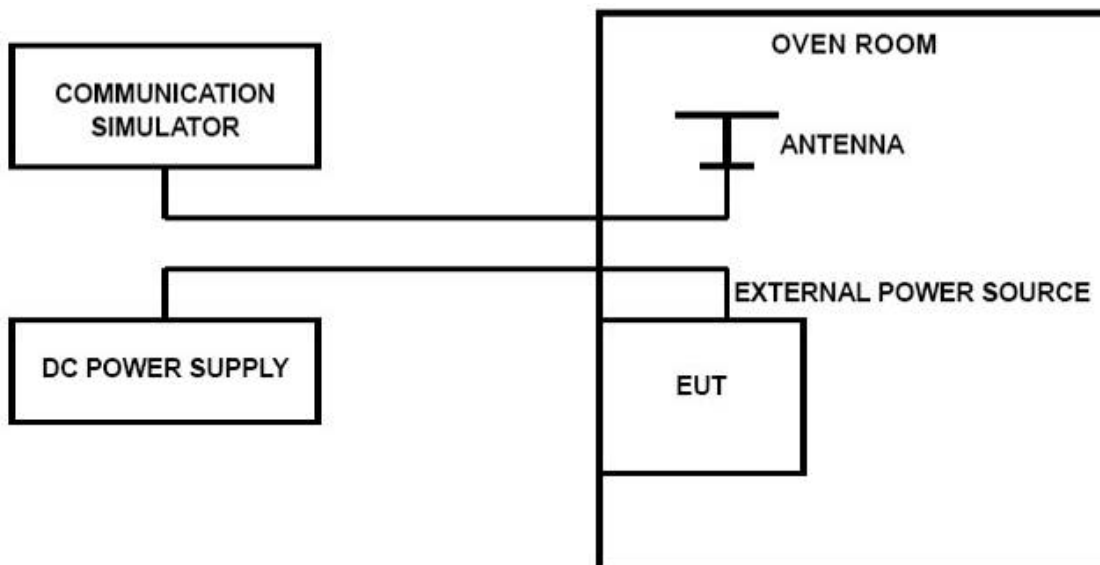 OVEN ROOM
COMMUNICATION
SIMULATOR
ANTENNA
EXTERNAL POWER SOURCE
DC POWER SUPPLY
EUT